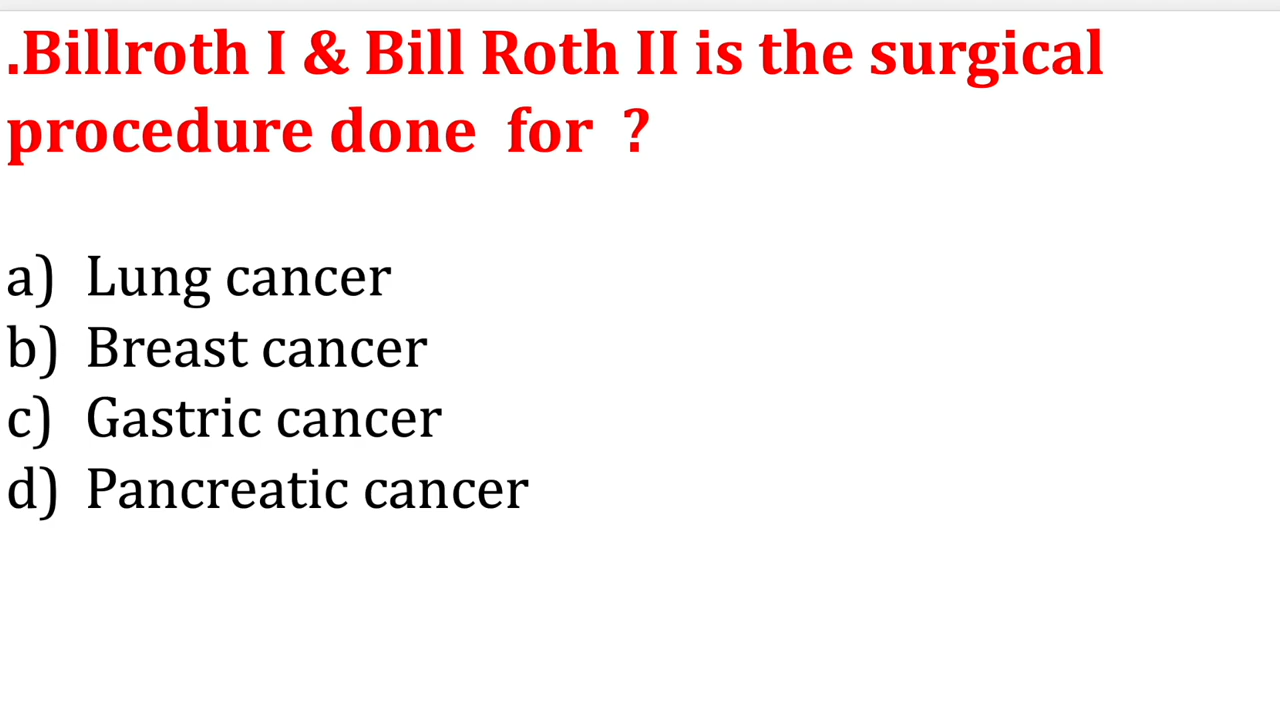 .Billroth I & Bill Roth II is the surgical
procedure done for ?
a) Lung cancer
b) Breast cancer
c) Gastric cancer
d) Pancreatic cancer